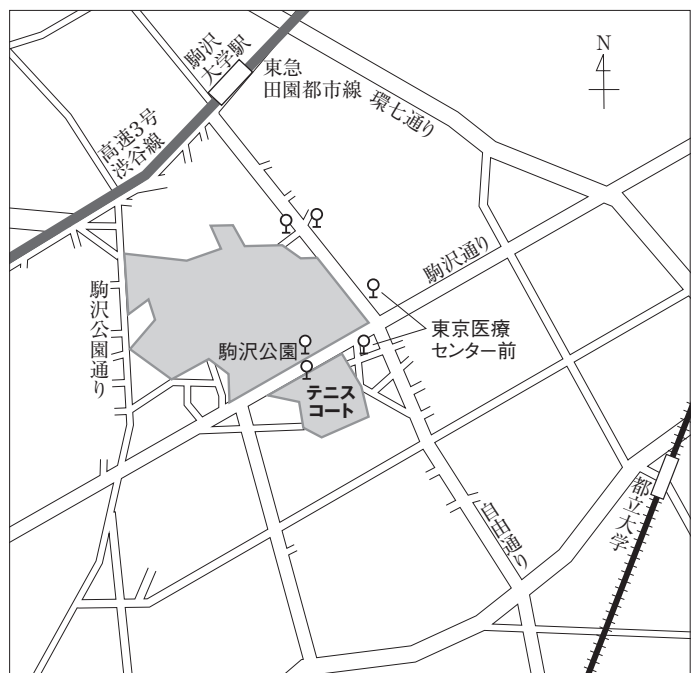 駒沢
大学駅
東急
田園都市線
環七通り
N
高速3号
渋谷線
駒沢通り
駒沢公園通り
駒沢公園
東京医療
センター前
テニス
コート
自由通り
都立大学